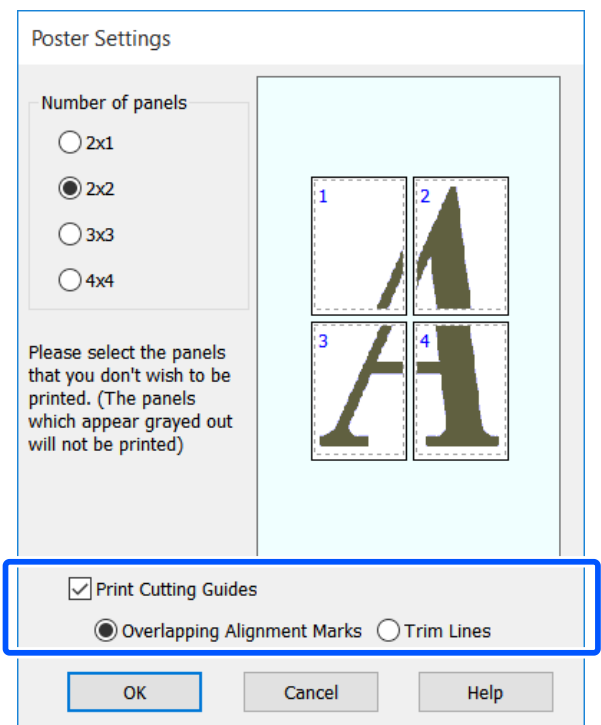 Poster Settings
Number of panels
2x1
2x2
3x3
4x4
1 2
3 4
Please select the panels
that you don't wish to be
printed. (The panels
which appear grayed out
will not be printed)
Print Cutting Guides
Overlapping Alignment Marks Trim Lines
OK Cancel Help